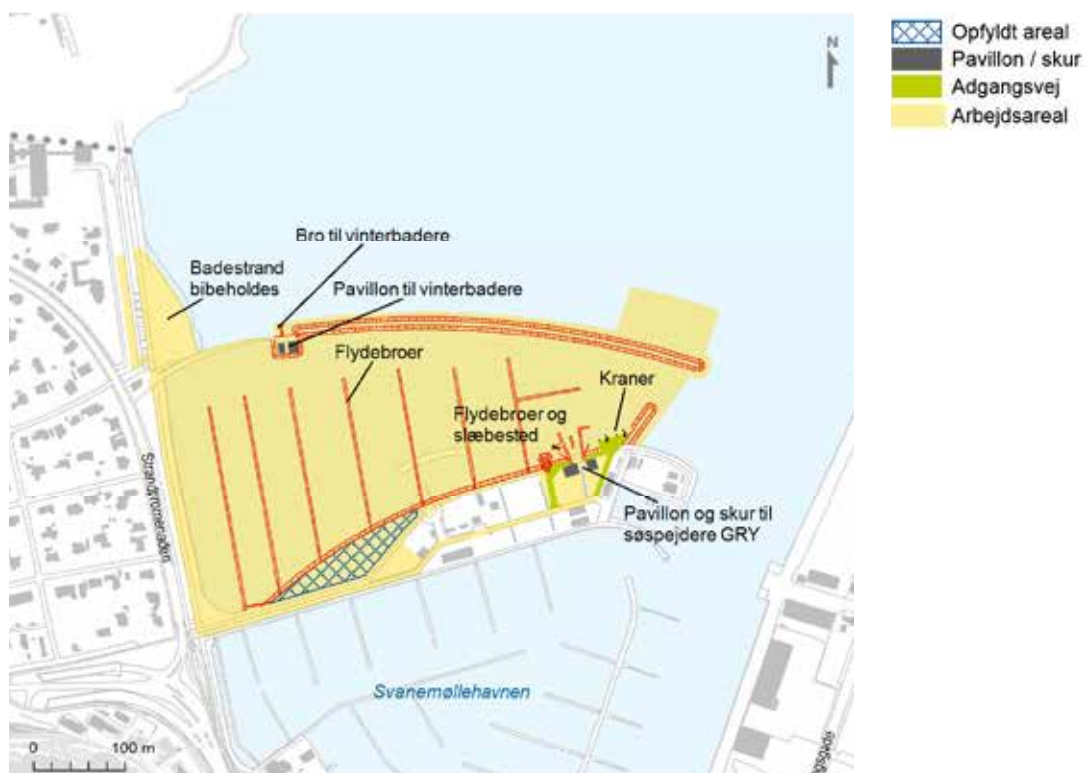 Opfyldt areal
Pavillon / skur
Adgangsvej
Arbejdsareal
N
Bro til vinterbadere
Badestrand
bibeholdes
Pavillon til vinterbadere
Flydebroer
Kraner
Flydebroer og
slæbested
Strandpromenaden
Pavillon og skur til
søspejdere GRY
Svanemøllehavnen
0
100 m